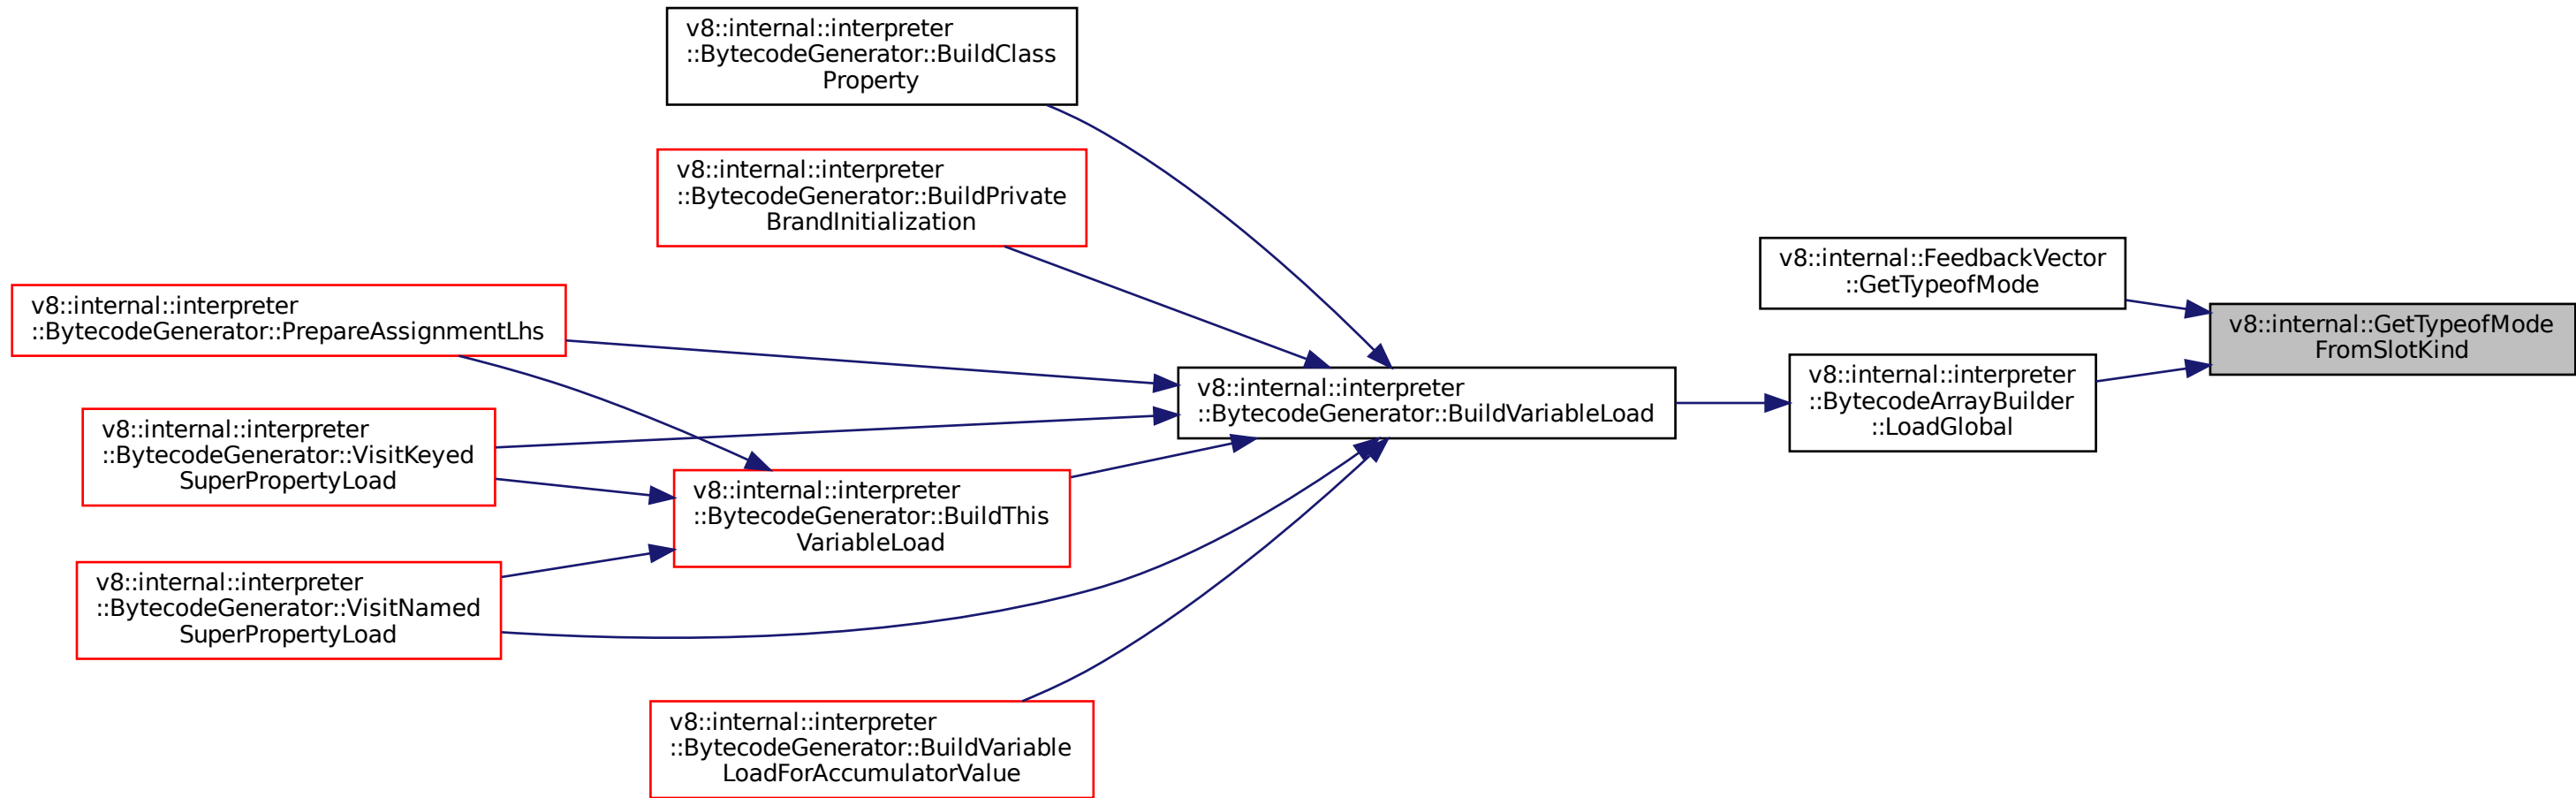 v8::internal::interpreter
::BytecodeGenerator::BuildClass
Property
v8::internal::interpreter
::BytecodeGenerator::BuildPrivate
BrandInitialization
v8::internal::interpreter
::BytecodeGenerator::PrepareAssignmentLhs
v8::internal::interpreter
::BytecodeGenerator::VisitKeyed
SuperPropertyLoad
v8::internal::interpreter
::BytecodeGenerator::VisitNamed
SuperPropertyLoad
v8::internal::interpreter
::BytecodeGenerator::BuildThis
VariableLoad
v8::internal::interpreter
::BytecodeGenerator::BuildVariable
LoadForAccumulatorValue
v8::internal::interpreter
::BytecodeGenerator::BuildVariableLoad
v8::internal::FeedbackVector
::GetTypeofMode
v8::internal::interpreter
::BytecodeArrayBuilder
::LoadGlobal
v8::internal::GetTypeofMode
FromSlotKind